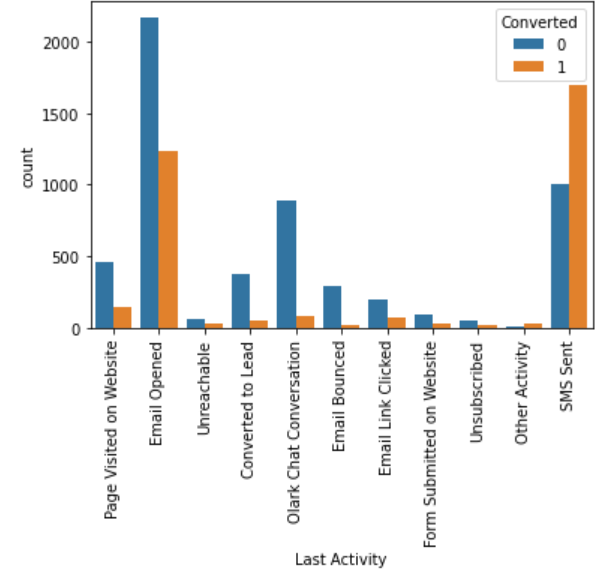 Converted
0
1
2000
1500
1000
500
0
count
Page Visited on Website
Email Opened
Unreachable
Converted to Lead
Olark Chat Conversation
Email Bounced
Email Link Clicked
Form Submitted on Website
Unsubscribed
Other Activity
SMS Sent
Last Activity